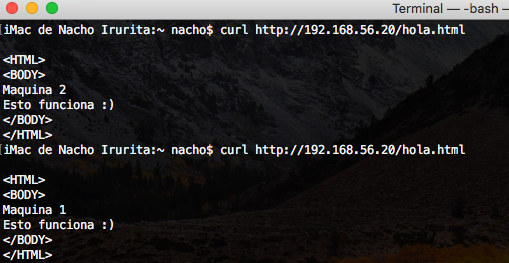 Terminal — -bash —
[iMac de Nacho Irurita:~ nacho$ curl http://192.168.56.20/hola.html
<HTML>
<BODY>
Maquina 2
Esto funciona :)
</BODY>
</HTML>
[iMac de Nacho Irurita:~ nacho$ curl http://192.168.56.20/hola.html
<HTML>
<BODY>
Maquina 1
Esto funciona :)
</BODY>
</HTML>